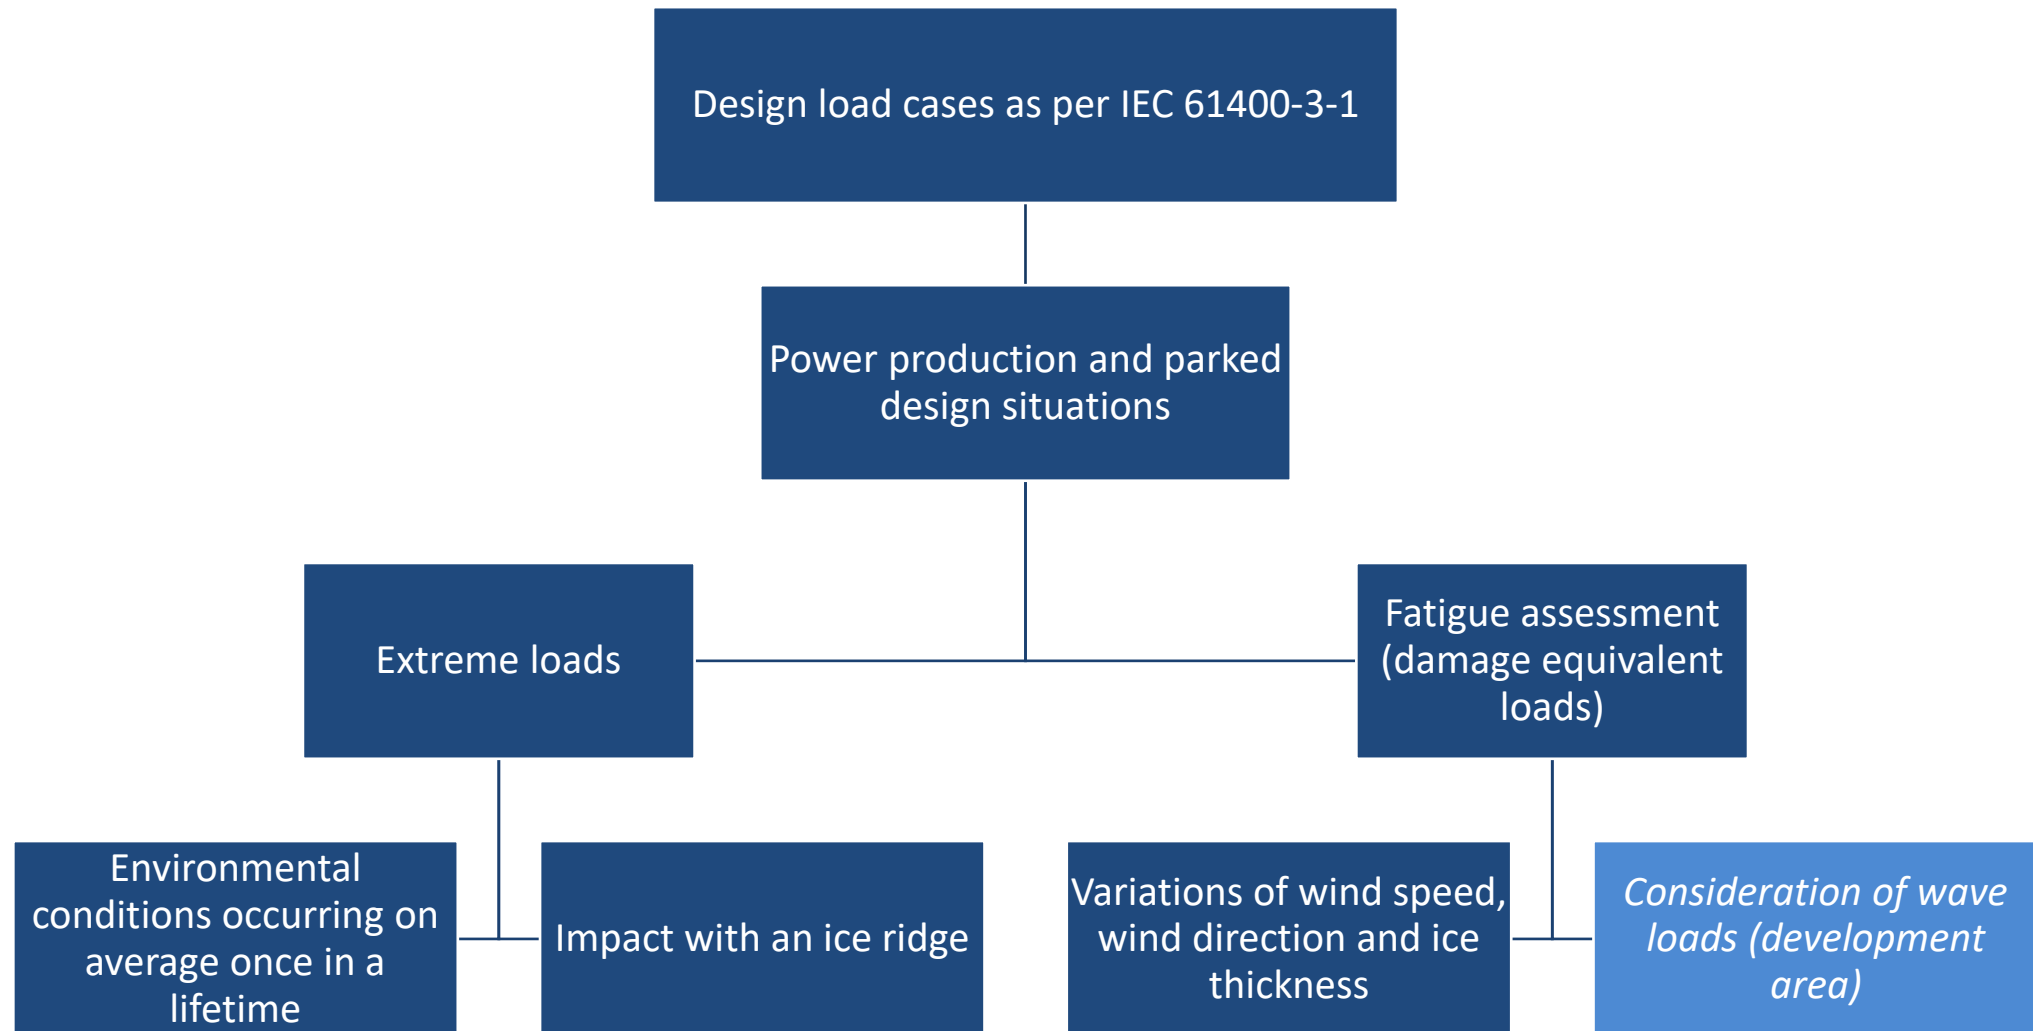 Design load cases as per IEC 61400-3-1
Power production and parked
design situations
Extreme loads
Fatigue assessment
(damage equivalent
loads)
Environmental
conditions occurring on
average once in a
lifetime
Impact with an ice ridge
Variations of wind speed,
wind direction and ice
thickness
Consideration of wave
loads (development
area)